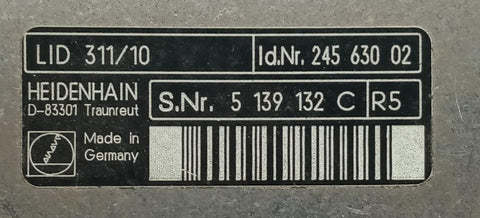 LID 311/10 Id.Nr. 245 630 02
HEIDENHAIN
D-83301 Traunreut
S.Nr. 5 139 132 C R5
Made in
Germany